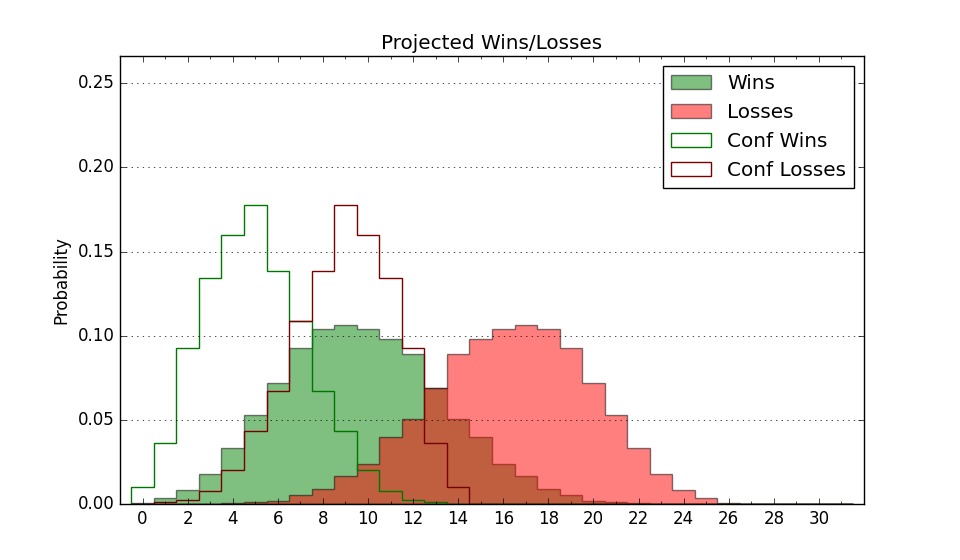 Projected Wins/Losses
0.25
0.20
0.15
0.10
0.05
0.00
Probability
Wins
Losses
Conf Wins
Conf Losses
0 2 4 6 8 10 12 14 16 18 20 22 24 26 28 30